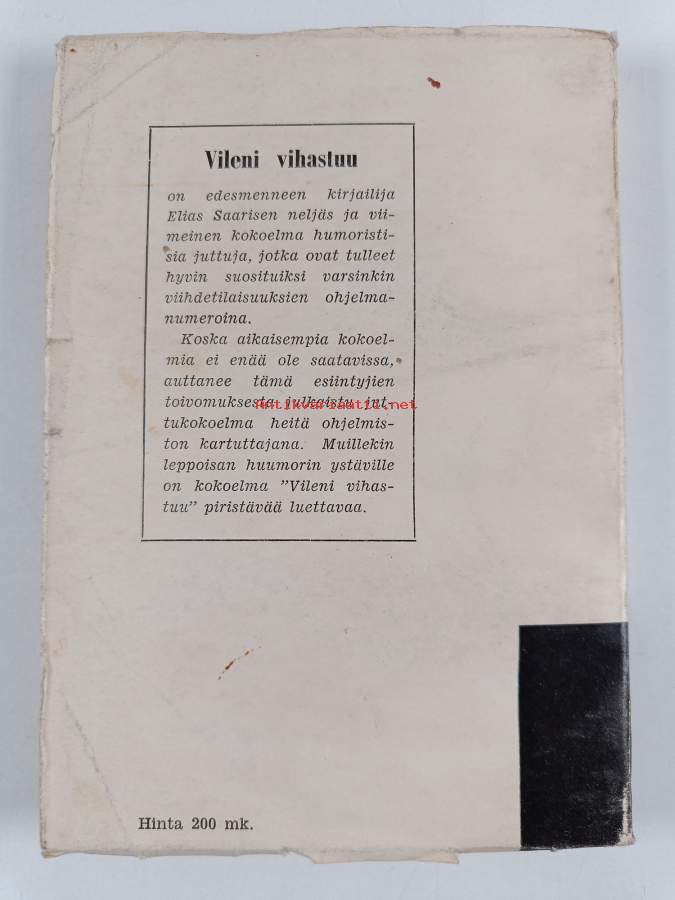 Vileni vihastuu
on edesmenneen kirjailija
Elias Saarisen neljäs ja vii-
meinen kokoelma humoristi-
sia juttuja, jotka ovat tulleet
hyvin suosituiksi varsinkin
viihdetilaisuuksien ohjelma-
numeroina.
Koska aikaisempia kokoel-
mia ei enää ole saatavissa,
auttanee tämä esiintyjien
toivomuksesta julkaistu jut-
antikvariaatti.net
tukokoelma heitä ohjelmis-
ton kartuttajana. Muillekin
leppoisan huumorin ystäville
on kokoelma ”Vileni vihas-
tuu” piristävää luettavaa.
Hinta 200 mk.